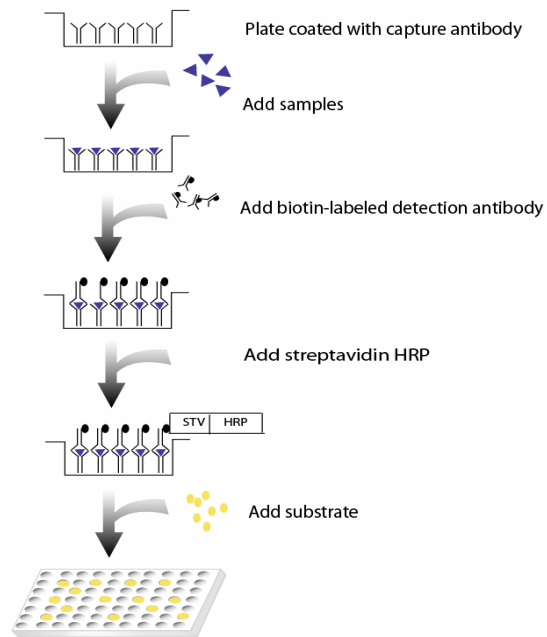 Plate coated with capture antibody
Add samples
Add biotin-labeled detection antibody
Add streptavidin HRP
STV HRP
Add substrate